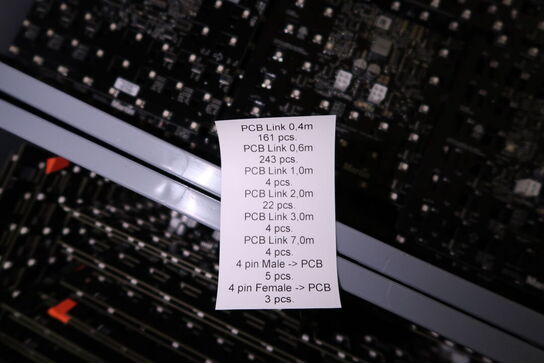 PCB Link 0,4m
161 pcs.
PCB Link 0,6m
243 pcs.
PCB Link 1,0m
4 pcs.
PCB Link 2,0m
22 pcs.
PCB Link 3,0m
4 pcs.
PCB Link 7,0m
4 pcs.
4 pin Male -> PCB
5 pcs.
4 pin Female -> PCB
3 pcs.